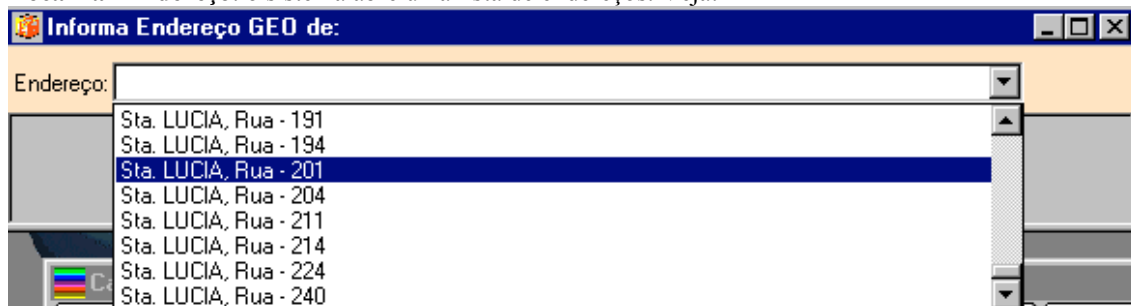 Informa Endereço GEO de:
Endereço:
Sta. LUCIA, Rua - 191
Sta. LUCIA, Rua - 194
Sta. LUCIA, Rua - 201
Sta. LUCIA, Rua - 204
Sta. LUCIA, Rua - 211
Sta. LUCIA, Rua - 214
Sta. LUCIA, Rua - 224
Sta. LUCIA, Rua - 240